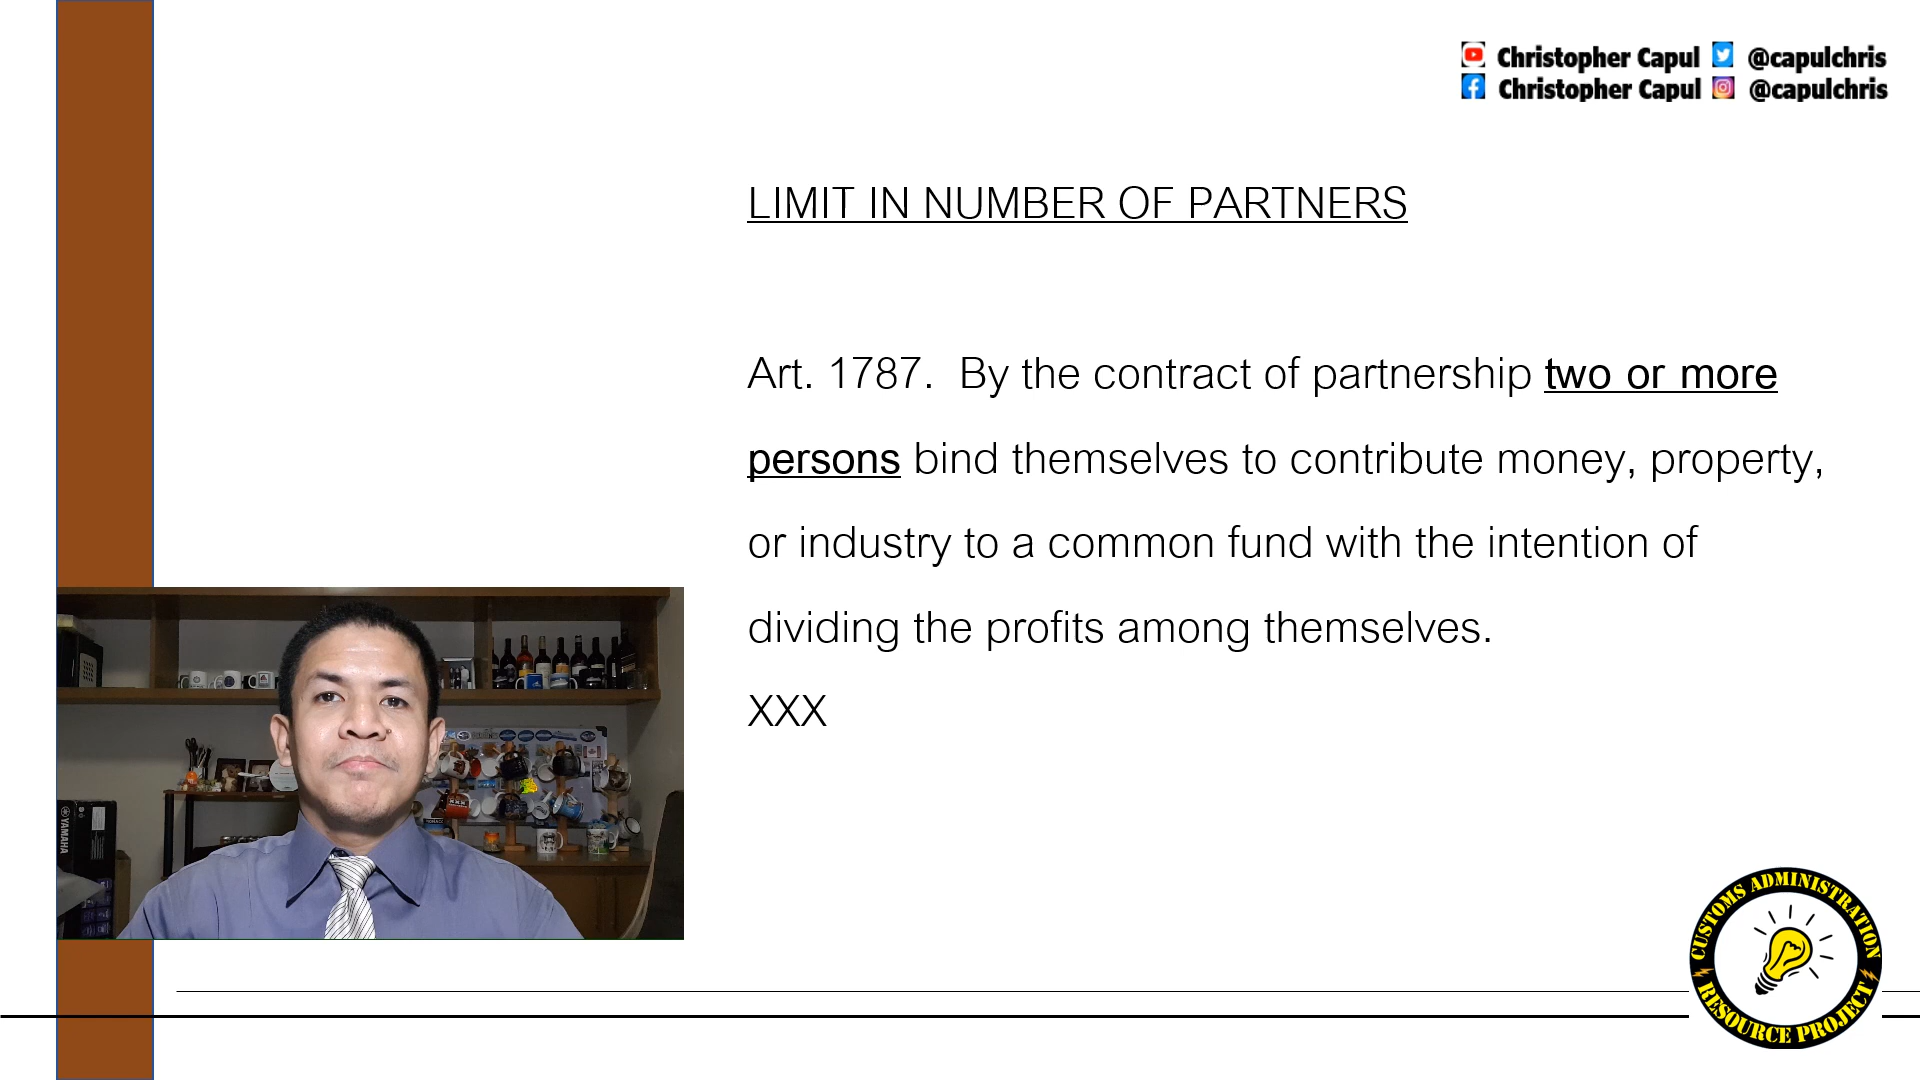 Christopher Capul @capulchris
Christopher Capul @capulchris
LIMIT IN NUMBER OF PARTNERS
Art. 1787. By the contract of partnership two or more
persons bind themselves to contribute money, property,
or industry to a common fund with the intention of
dividing the profits among themselves.
XXX
YAMAHA
CUSTOMS ADMINISTRATION
RESOURCE PROJECT